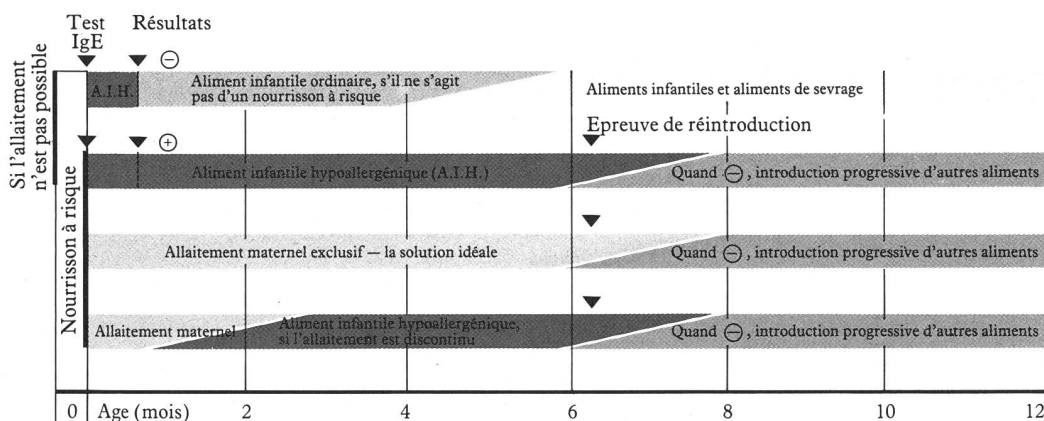 Test
IgE
Résultats
Si l'allaitement
n'est pas possible
Nourrisson à risque
−
A.I.H.
Aliment infantile ordinaire, s'il ne s'agit
pas d'un nourrisson à risque
Aliments infantiles et aliments de sevrage
Epreuve de réintroduction
+
Aliment infantile hypoallergénique (A.I.H.)
Quand −, introduction progressive d'autres aliments
Allaitement maternel exclusif — la solution idéale
Quand −, introduction progressive d'autres aliments
Allaitement maternel
Aliment infantile hypoallergénique,
si l'allaitement est discontinu
Quand −, introduction progressive d'autres aliments
0 Age (mois) 2 4 6 8 10 12